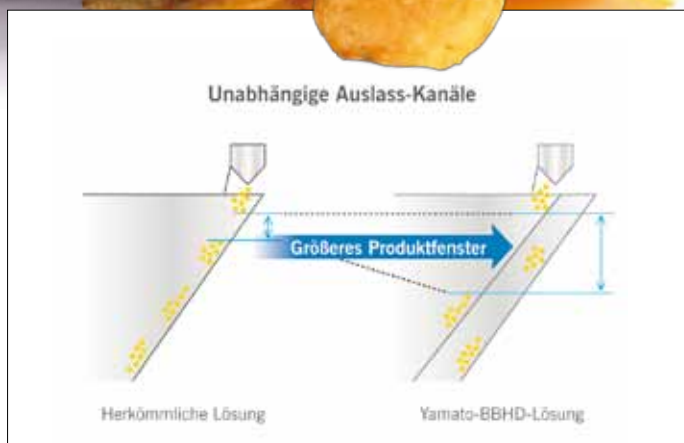 Unabhängige Auslass-Kanäle
Größeres Produktfenster
Herkömmliche Lösung
Yamato-BBHD-Lösung